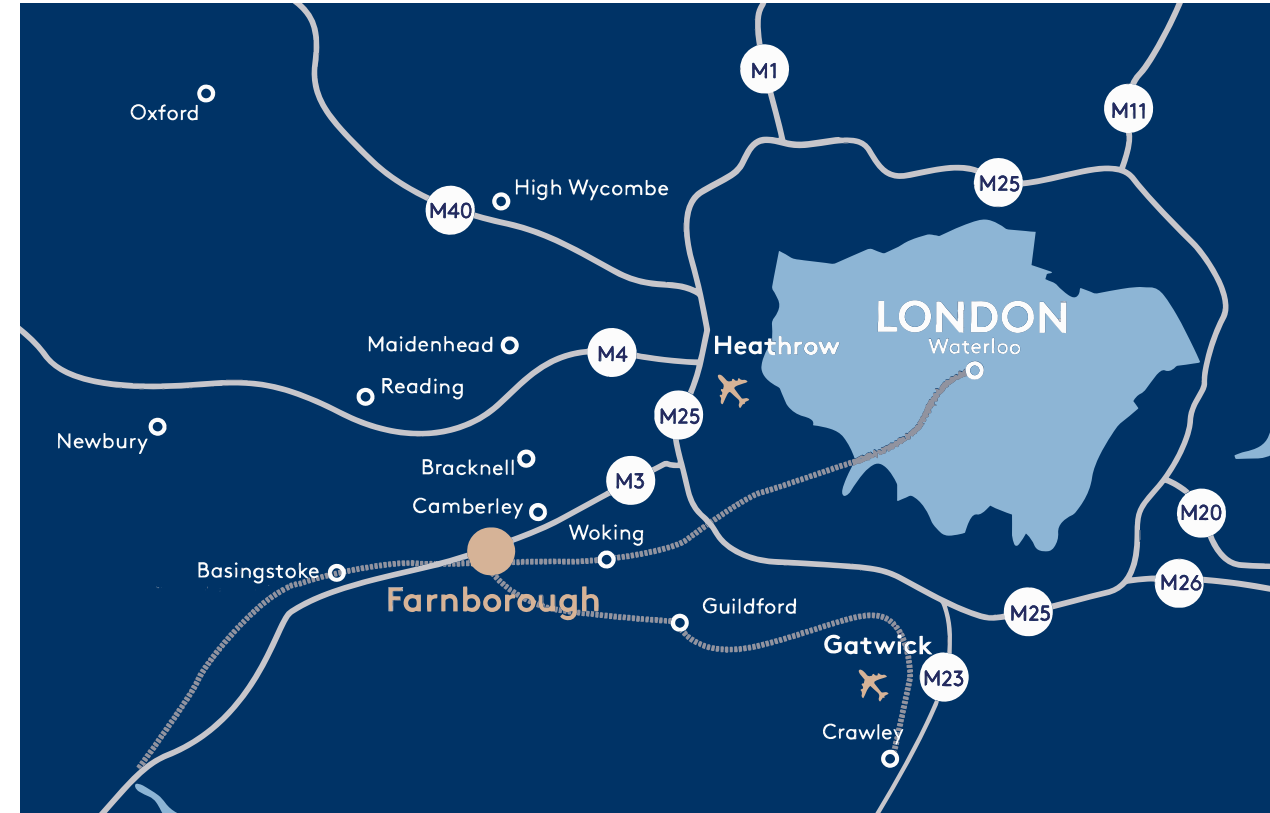 M1
M11
Oxford
M25
High Wycombe
M40
LONDON
Waterloo
Heathrow
Maidenhead
M4
Reading
M25
Newbury
Bracknell
M3
Camberley
M20
Woking
Basingstoke
M26
Farnborough
Guildford
M25
Gatwick
M23
Crawley